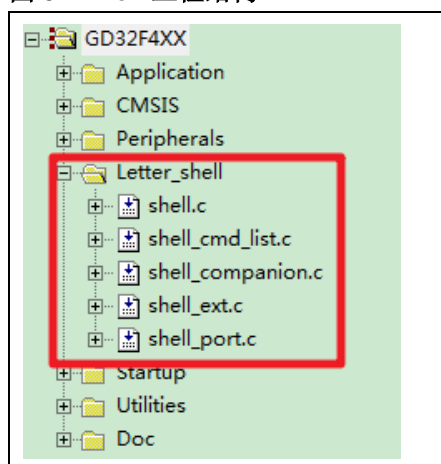 GD32F4XX
Application
CMSIS
Peripherals
Letter_shell
shell.c
shell_cmd_list.c
shell_companion.c
shell_ext.c
shell_port.c
Startup
Utilities
Doc